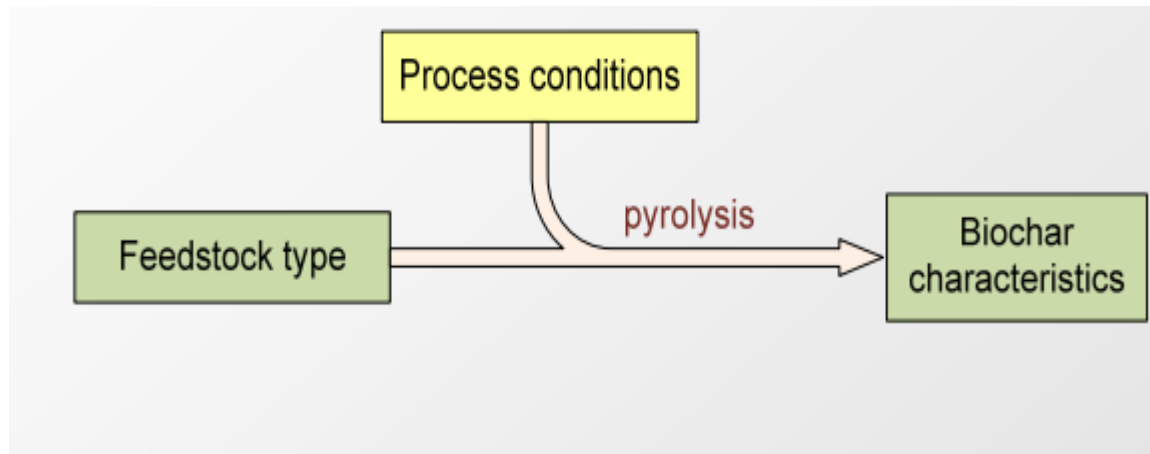 Process conditions
pyrolysis
Feedstock type
Biochar
characteristics